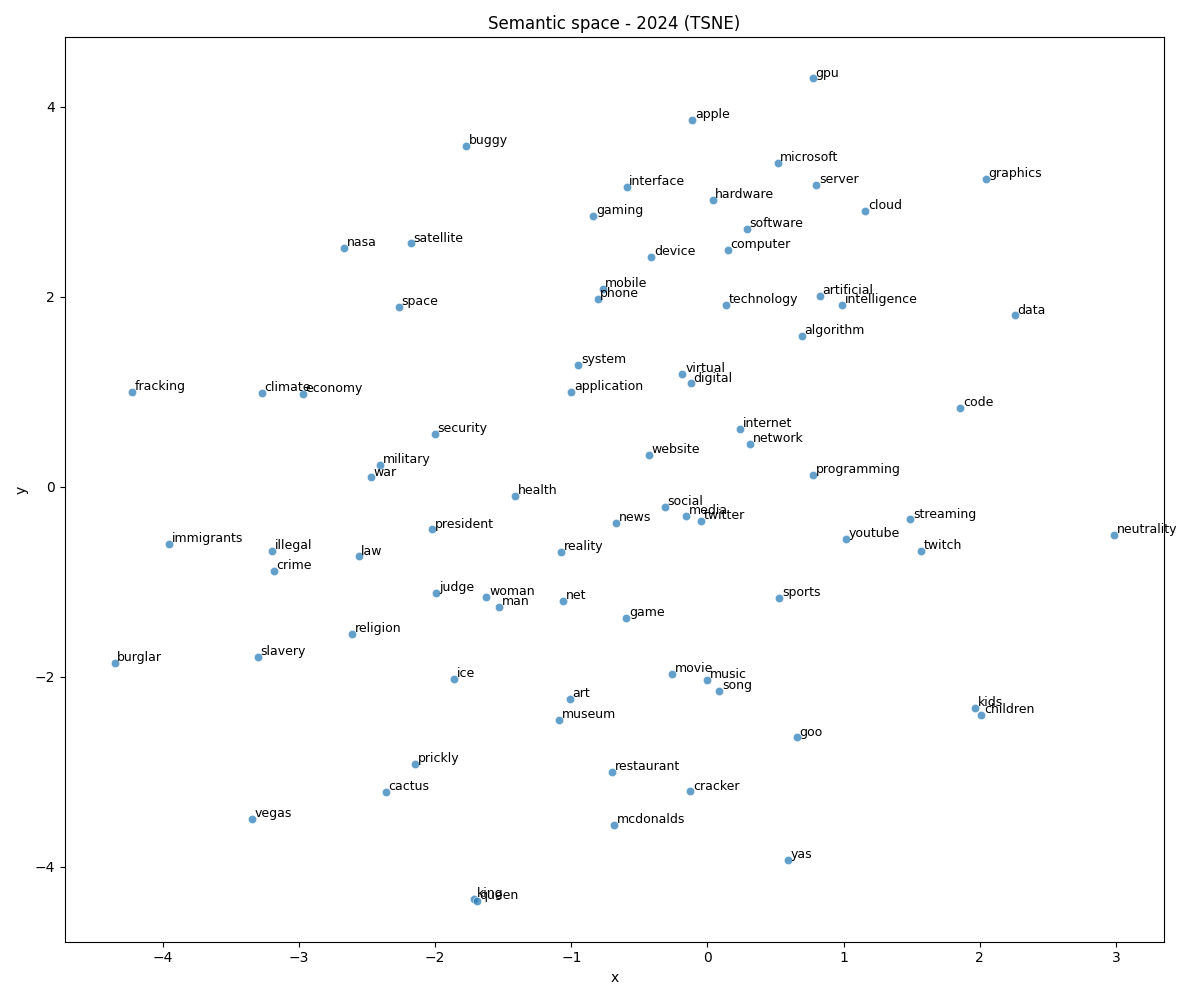 Semantic space - 2024 (TSNE)
gpu
apple
buggy
microsoft
interface
server
graphics
hardware
cloud
gaming
software
nasa
satellite
device
computer
mobile
phone
space
technology
artificial
intelligence
data
algorithm
system
virtual
digital
fracking
climate
economy
application
code
security
internet
network
website
military
war
programming
health
social
media
twitter
news
president
streaming
youtube
neutrality
immigrants
illegal
law
reality
twitch
crime
judge
woman
man
net
sports
game
religion
burglar
slavery
ice
movie
music
song
art
museum
kids
children
goo
prickly
restaurant
cactus
cracker
vegas
mcdonalds
yas
king
queen
4
2
0
−2
−4
y
−4
−3
−2
−1
0
1
2
3
x